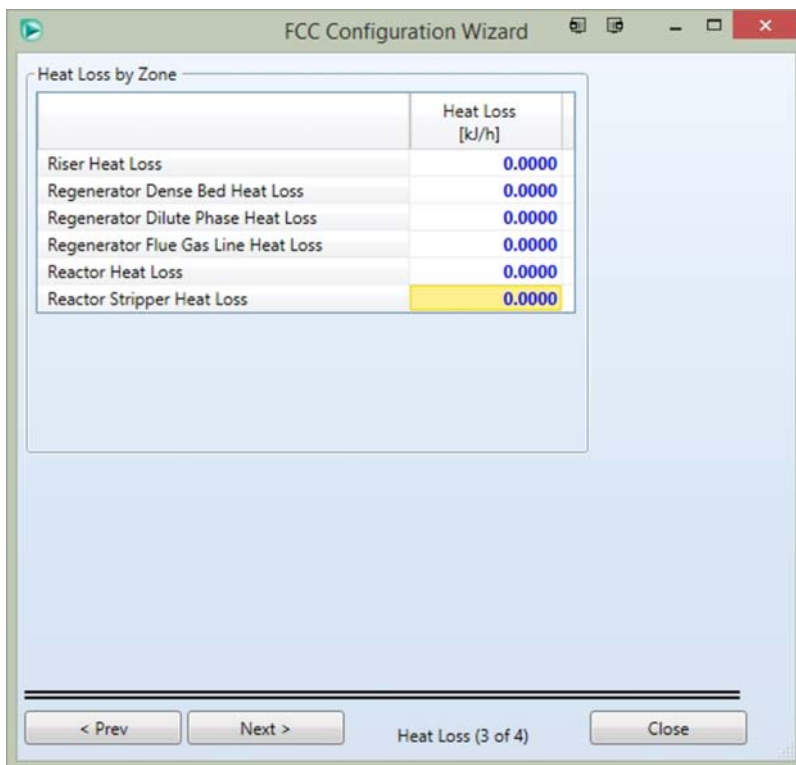 FCC Configuration Wizard
Heat Loss by Zone
Heat Loss
[kJ/h]
Riser Heat Loss 0.0000
Regenerator Dense Bed Heat Loss 0.0000
Regenerator Dilute Phase Heat Loss 0.0000
Regenerator Flue Gas Line Heat Loss 0.0000
Reactor Heat Loss 0.0000
Reactor Stripper Heat Loss 0.0000
< Prev Next > Heat Loss (3 of 4) Close